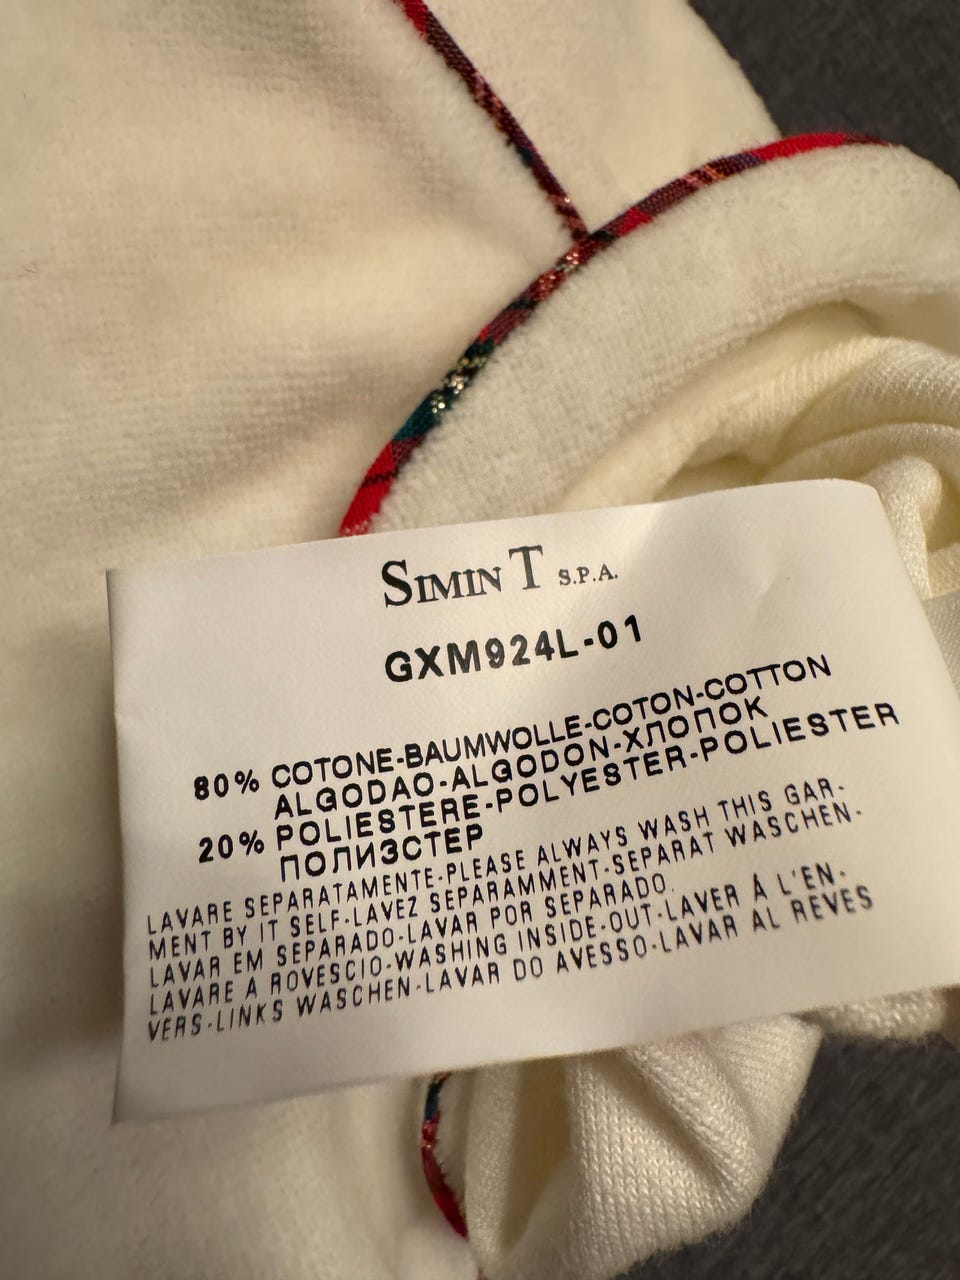 SIMIN T S.P.A.
GXM924L-01
80% COTONE-BAUMWOLLE-COTON-COTTON
ALGODAO-ALGODON-ХЛОПОК
20% POLIESTERE-POLYESTER-POLIESTER
ПОЛИЗСТЕР
LAVARE SEPARATAMENTE-PLEASE ALWAYS WASH THIS GAR-
MENT BY IT SELF-LAVEZ SEPARAMMENT-SEPARAT WASCHEN-
LAVAR EM SEPARADO-LAVAR POR SEPARADO.
LAVARE A ROVESCIO-WASHING INSIDE-OUT-LAVER À L'EN-
VERS-LINKS WASCHEN-LAVAR DO AVESSO-LAVAR AL REVES